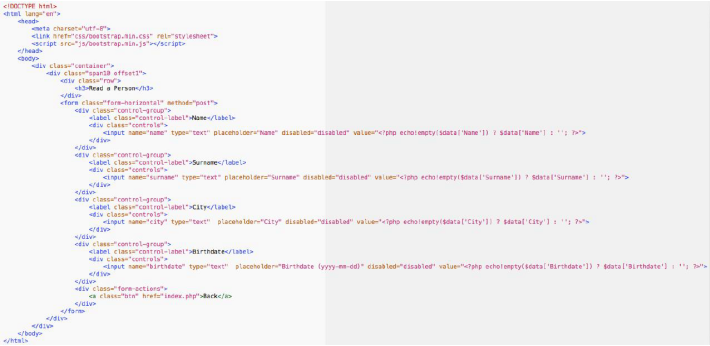 <!DOCTYPE html>
<html lang="en">
<head>
<meta charset="utf-8">
<link href="css/bootstrap.min.css" rel="stylesheet">
<script src="js/bootstrap.min.js"></script>
</head>
<body>
<div class="container">
<div class="span10 offset1">
<div class="row">
<h3>Read a Person</h3>
</div>
<form class="form-horizontal" method="post">
<div class="control-group">
<label class="control-label">Name</label>
<div class="controls">
<input name="name" type="text" placeholder="Name" disabled="disabled" value="<?php echo!empty($data['Name']) ? $data['Name'] : ''; ?>">
</div>
</div>
<div class="control-group">
<label class="control-label">Surname</label>
<div class="controls">
<input name="surname" type="text" placeholder="Surname" disabled="disabled" value="<?php echo!empty($data['Surname']) ? $data['Surname'] : ''; ?>">
</div>
</div>
<div class="control-group">
<label class="control-label">City</label>
<div class="controls">
<input name="city" type="text" placeholder="City" disabled="disabled" value="<?php echo!empty($data['City']) ? $data['City'] : ''; ?>">
</div>
</div>
<div class="control-group">
<label class="control-label">Birthdate</label>
<div class="controls">
<input name="birthdate" type="text" placeholder="Birthdate (yyyy-mm-dd)" disabled="disabled" value="<?php echo!empty($data['Birthdate']) ? $data['Birthdate'] : ''; ?>">
</div>
</div>
<div class="form-actions">
<a class="btn" href="index.php">Back</a>
</div>
</form>
</div>
</div>
</body>
</html>